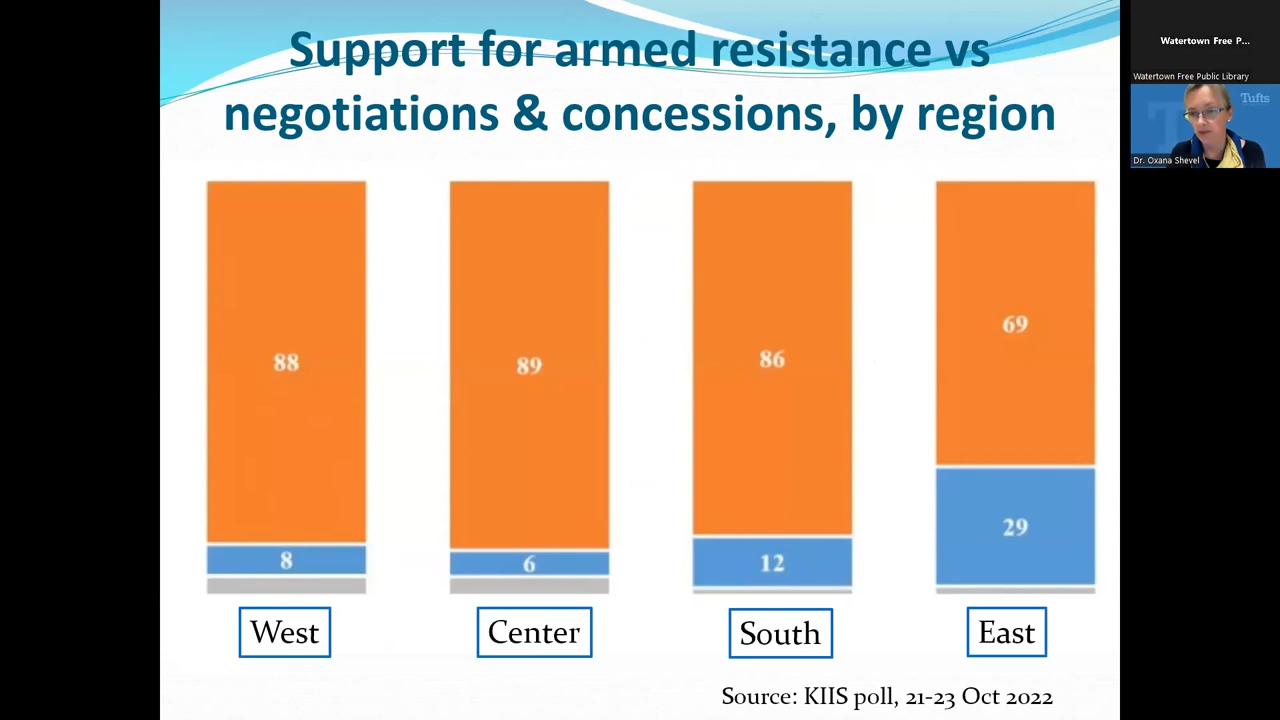 Support for armed resistance vs
negotiations & concessions, by region
88
89
86
69
8
6
12
29
West
Center
South
East
Source: KIIS poll, 21-23 Oct 2022
Watertown Free P...
Watertown Free Public Library
Tufts
Dr. Oxana Shevel